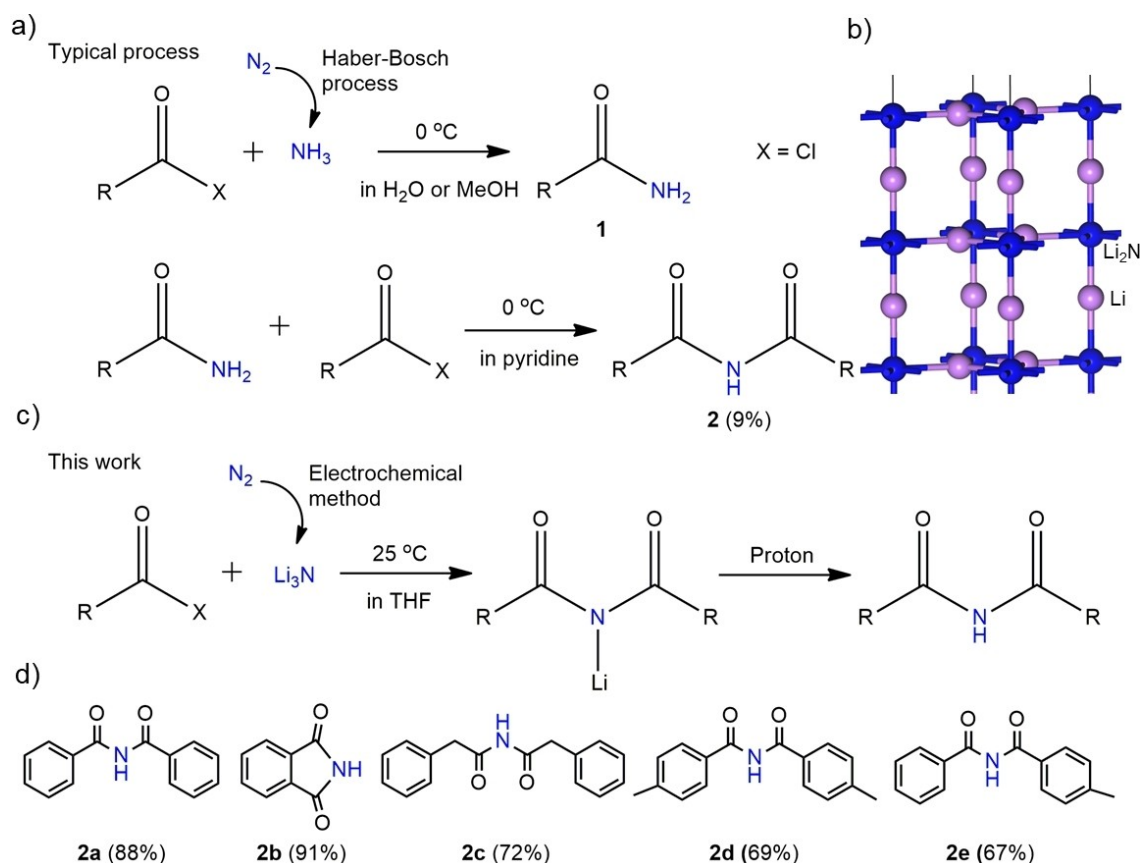 a)
b)
Typical process
N₂
Haber-Bosch
process
O
R
X
+
NH₃
0 ºC
in H₂O or MeOH
O
R
NH₂
1
X = Cl
Li₂N
Li
O
R
NH₂
+
O
R
X
0 ºC
in pyridine
O
O
R
N
H
R
2 (9%)
c)
This work
N₂
Electrochemical
method
O
R
X
+
Li₃N
25 ºC
in THF
O
O
R
N
R
Li
Proton
O
O
R
N
H
R
d)
O
O
N
H
2a (88%)
O
NH
O
2b (91%)
H
N
O
O
2c (72%)
O
O
N
H
2d (69%)
O
O
N
H
2e (67%)